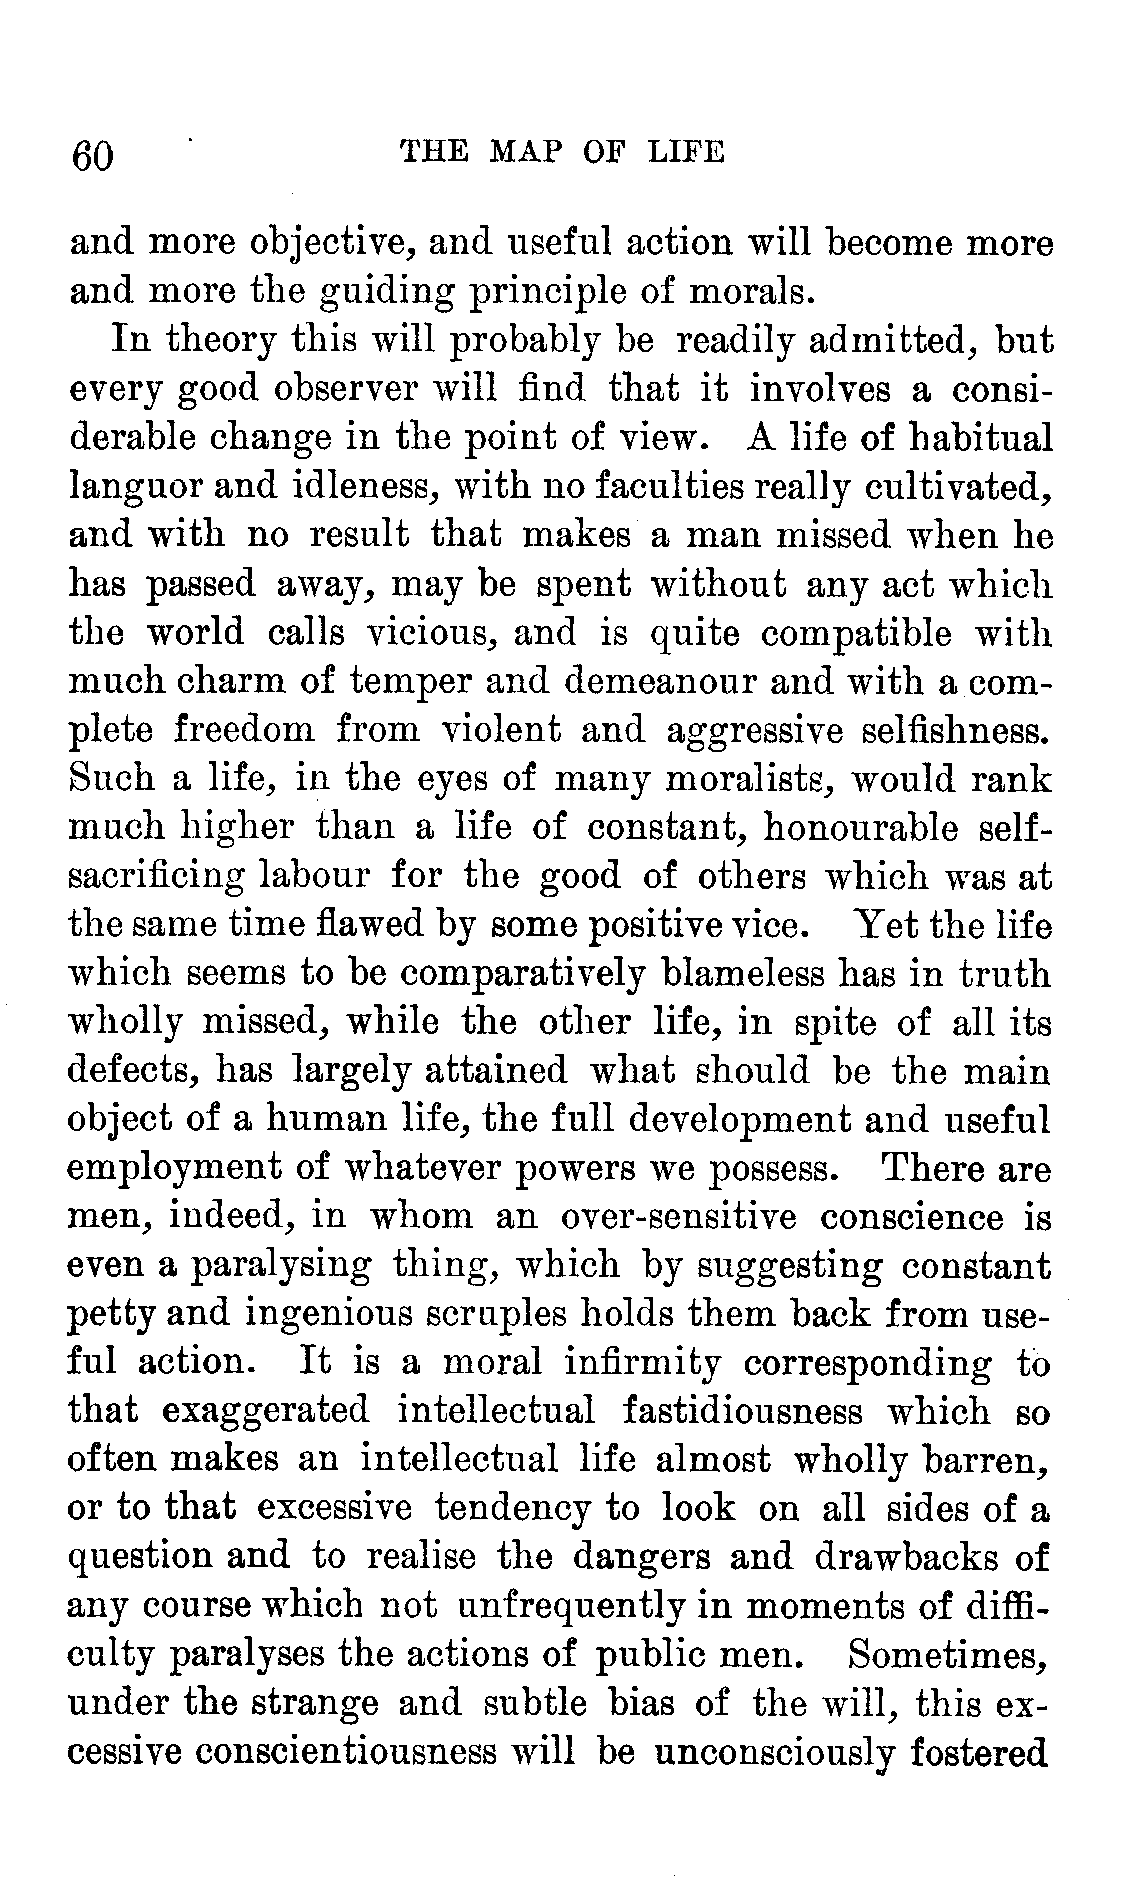 60 THE MAP OF LIFE
and more objective, and useful action will become more
and more the guiding principle of morals.
In theory this will probably be readily admitted, but
every good observer will find that it involves a consi-
derable change in the point of view. A life of habitual
languor and idleness, with no faculties really cultivated,
and with no result that makes a man missed when he
has passed away, may be spent without any act which
the world calls vicious, and is quite compatible with
much charm of temper and demeanour and with a com-
plete freedom from violent and aggressive selfishness.
Such a life, in the eyes of many moralists, would rank
much higher than a life of constant, honourable self-
sacrificing labour for the good of others which was at
the same time flawed by some positive vice. Yet the life
which seems to be comparatively blameless has in truth
wholly missed, while the other life, in spite of all its
defects, has largely attained what should be the main
object of a human life, the full development and useful
employment of whatever powers we possess. There are
men, indeed, in whom an over-sensitive conscience is
even a paralysing thing, which by suggesting constant
petty and ingenious scruples holds them back from use-
ful action. It is a moral infirmity corresponding to
that exaggerated intellectual fastidiousness which so
often makes an intellectual life almost wholly barren,
or to that excessive tendency to look on all sides of a
question and to realise the dangers and drawbacks of
any course which not unfrequently in moments of diffi-
culty paralyses the actions of public men. Sometimes,
under the strange and subtle bias of the will, this ex-
cessive conscientiousness will be unconsciously fostered